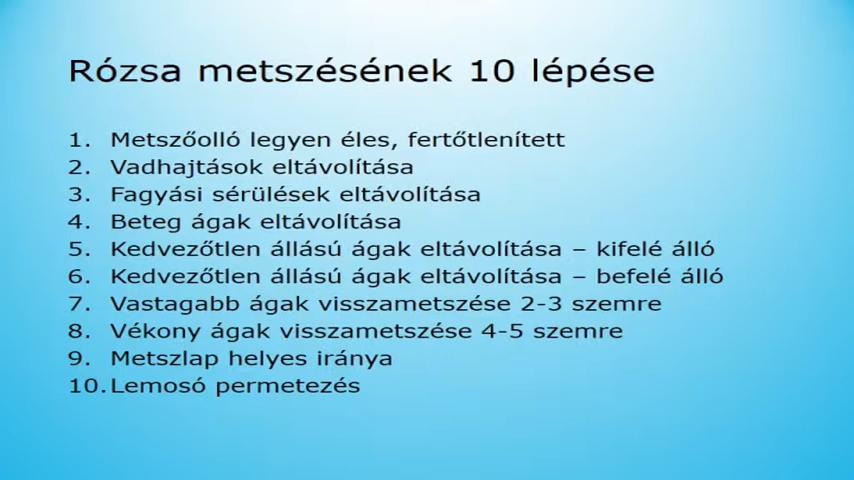 Rózsa metszésének 10 lépése
1. Metszőolló legyen éles, fertőtlenített
2. Vadhajtások eltávolítása
3. Fagyási sérülések eltávolítása
4. Beteg ágak eltávolítása
5. Kedvezőtlen állású ágak eltávolítása – kifelé álló
6. Kedvezőtlen állású ágak eltávolítása – befelé álló
7. Vastagabb ágak visszametszése 2-3 szemre
8. Vékony ágak visszametszése 4-5 szemre
9. Metszlap helyes iránya
10. Lemosó permetezés